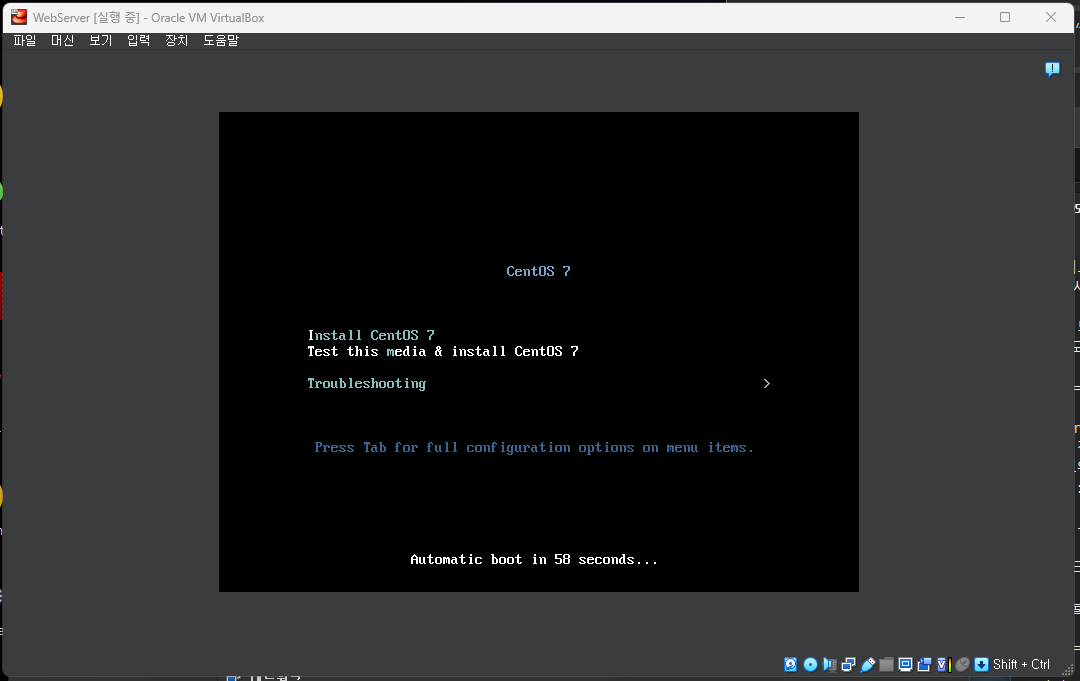 WebServer [실행 중] - Oracle VM VirtualBox
파일 머신 보기 입력 장치 도움말
CentOS 7
Install CentOS 7
Test this media & install CentOS 7
Troubleshooting >
Press Tab for full configuration options on menu items.
Automatic boot in 58 seconds...
Shift + Ctrl